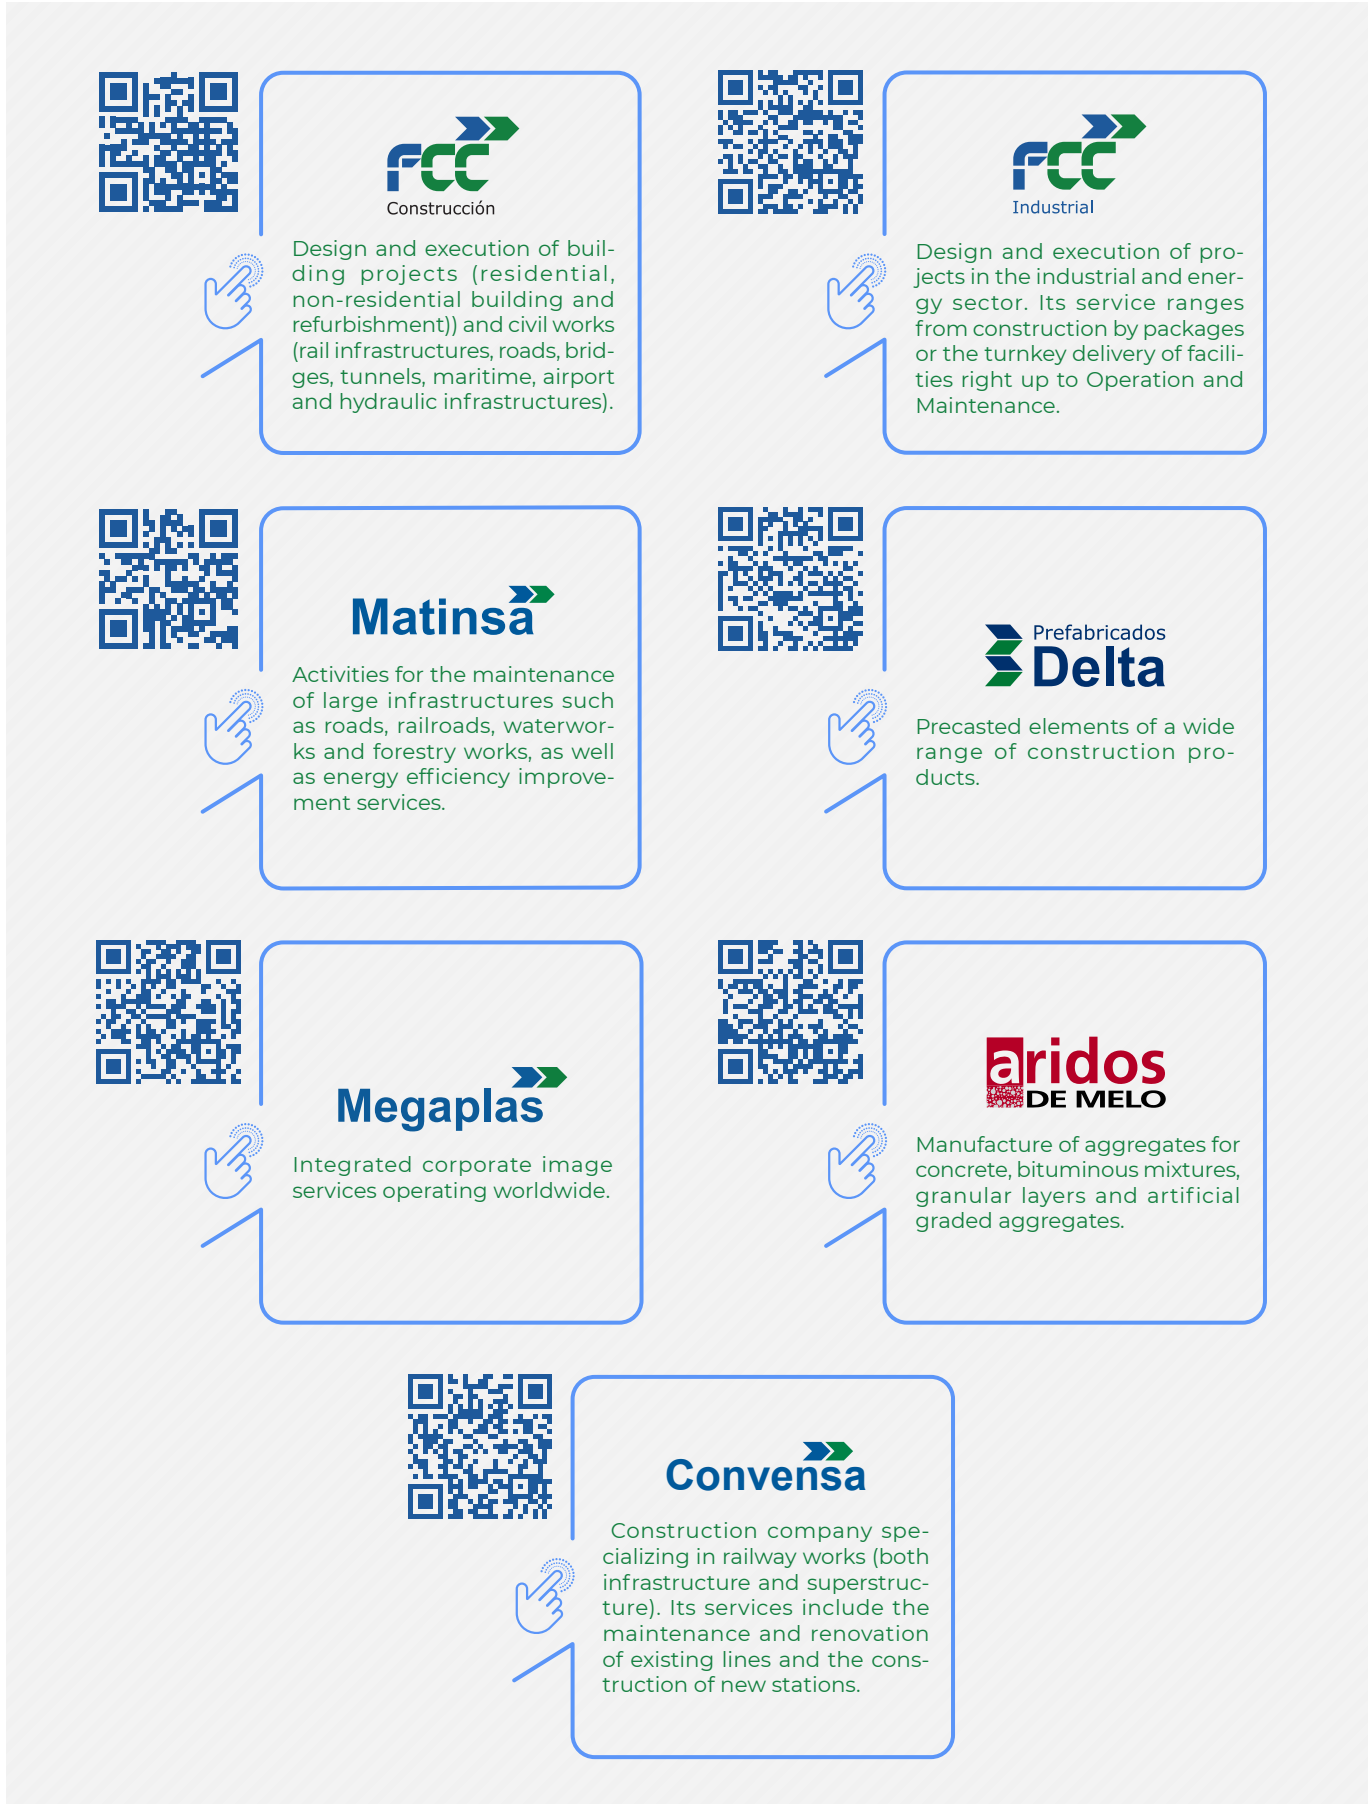 FCC
Construcción
Design and execution of buil-
ding projects (residential,
non-residential building and
refurbishment)) and civil works
(rail infrastructures, roads, brid-
ges, tunnels, maritime, airport
and hydraulic infrastructures).
FCC
Industrial
Design and execution of pro-
jects in the industrial and ener-
gy sector. Its service ranges
from construction by packages
or the turnkey delivery of facili-
ties right up to Operation and
Maintenance.
Matinsa
Activities for the maintenance
of large infrastructures such
as roads, railroads, waterwor-
ks and forestry works, as well
as energy efficiency improve-
ment services.
Prefabricados
Delta
Precasted elements of a wide
range of construction pro-
ducts.
Megaplas
Integrated corporate image
services operating worldwide.
aridos
DE MELO
Manufacture of aggregates for
concrete, bituminous mixtures,
granular layers and artificial
graded aggregates.
Convensa
Construction company spe-
cializing in railway works (both
infrastructure and superstruc-
ture). Its services include the
maintenance and renovation
of existing lines and the cons-
truction of new stations.